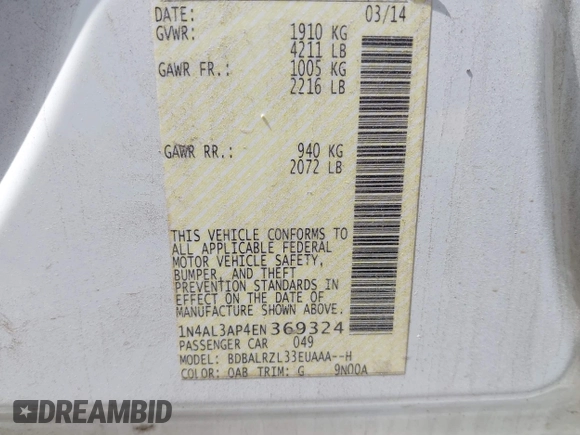 DATE: 03/14
GVWR: 1910 KG
4211 LB
GAWR FR.: 1005 KG
2216 LB
GAWR RR.: 940 KG
2072 LB
THIS VEHICLE CONFORMS TO
ALL APPLICABLE FEDERAL
MOTOR VEHICLE SAFETY,
BUMPER, AND THEFT
PREVENTION STANDARDS IN
EFFECT ON THE DATE OF
MANUFACTURE SHOWN ABOVE.
1N4AL3AP4EN369324
PASSENGER CAR 049
MODEL: BDBALRZL33EUAAA--H
COLOR: QAB TRIM: G 9N00A
DREAMBID